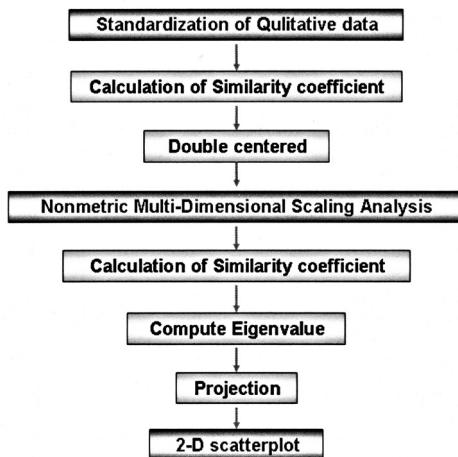 Standardization of Qulitative data
Calculation of Similarity coefficient
Double centered
Nonmetric Multi-Dimensional Scaling Analysis
Calculation of Similarity coefficient
Compute Eigenvalue
Projection
2-D scatterplot